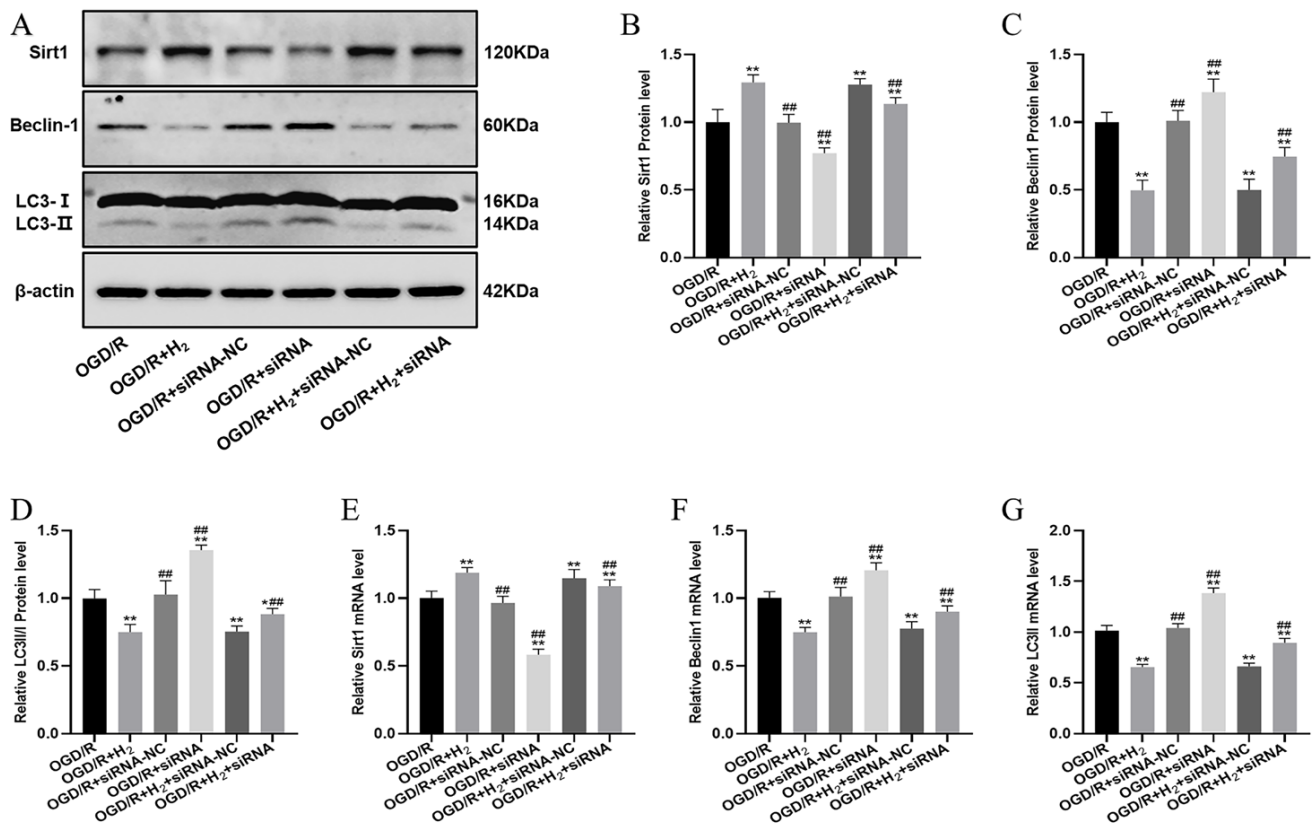 A
Sirt1
120KDa
Beclin-1
60KDa
LC3-Ⅰ
16KDa
LC3-Ⅱ
14KDa
β-actin
42KDa
OGD/R
OGD/R+H₂
OGD/R+siRNA-NC
OGD/R+siRNA
OGD/R+H₂+siRNA-NC
OGD/R+H₂+siRNA
B
Relative Sirt1 Protein level
1.5
1.0
0.5
0.0
**
##
##
**
**
##
**
OGD/R
OGD/R+H₂
OGD/R+siRNA-NC
OGD/R+siRNA
OGD/R+H₂+siRNA-NC
OGD/R+H₂+siRNA
C
Relative Beclin1 Protein level
1.5
1.0
0.5
0.0
**
##
##
**
**
##
**
OGD/R
OGD/R+H₂
OGD/R+siRNA-NC
OGD/R+siRNA
OGD/R+H₂+siRNA-NC
OGD/R+H₂+siRNA
D
Relative LC3II/I Protein level
1.5
1.0
0.5
0.0
**
##
##
**
**
*##
OGD/R
OGD/R+H₂
OGD/R+siRNA-NC
OGD/R+siRNA
OGD/R+H₂+siRNA-NC
OGD/R+H₂+siRNA
E
Relative Sirt1 mRNA level
1.5
1.0
0.5
0.0
**
##
##
**
**
##
**
OGD/R
OGD/R+H₂
OGD/R+siRNA-NC
OGD/R+siRNA
OGD/R+H₂+siRNA-NC
OGD/R+H₂+siRNA
F
Relative Beclin1 mRNA level
1.5
1.0
0.5
0.0
**
##
##
**
**
##
**
OGD/R
OGD/R+H₂
OGD/R+siRNA-NC
OGD/R+siRNA
OGD/R+H₂+siRNA-NC
OGD/R+H₂+siRNA
G
Relative LC3II mRNA level
2.0
1.5
1.0
0.5
0.0
**
##
##
**
**
##
**
OGD/R
OGD/R+H₂
OGD/R+siRNA-NC
OGD/R+siRNA
OGD/R+H₂+siRNA-NC
OGD/R+H₂+siRNA